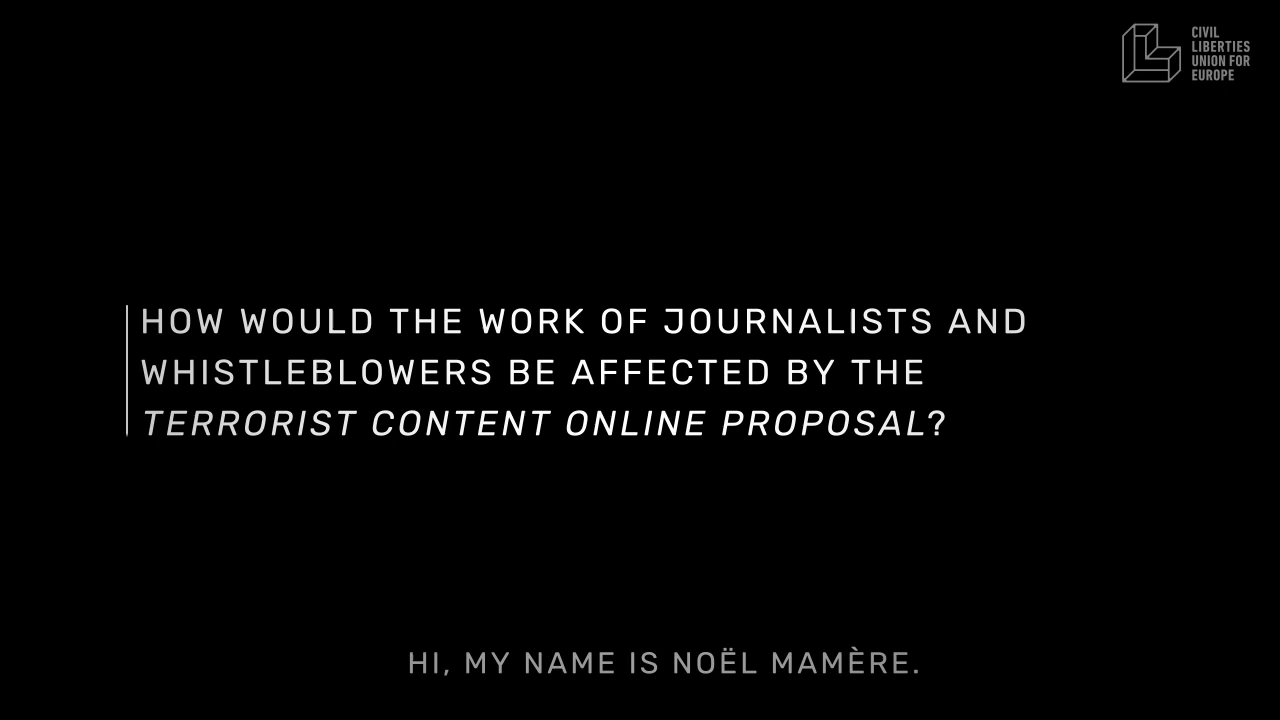 CIVIL
LIBERTIES
UNION FOR
EUROPE
HOW WOULD THE WORK OF JOURNALISTS AND
WHISTLEBLOWERS BE AFFECTED BY THE
TERRORIST CONTENT ONLINE PROPOSAL?
HI, MY NAME IS NOËL MAMÈRE.